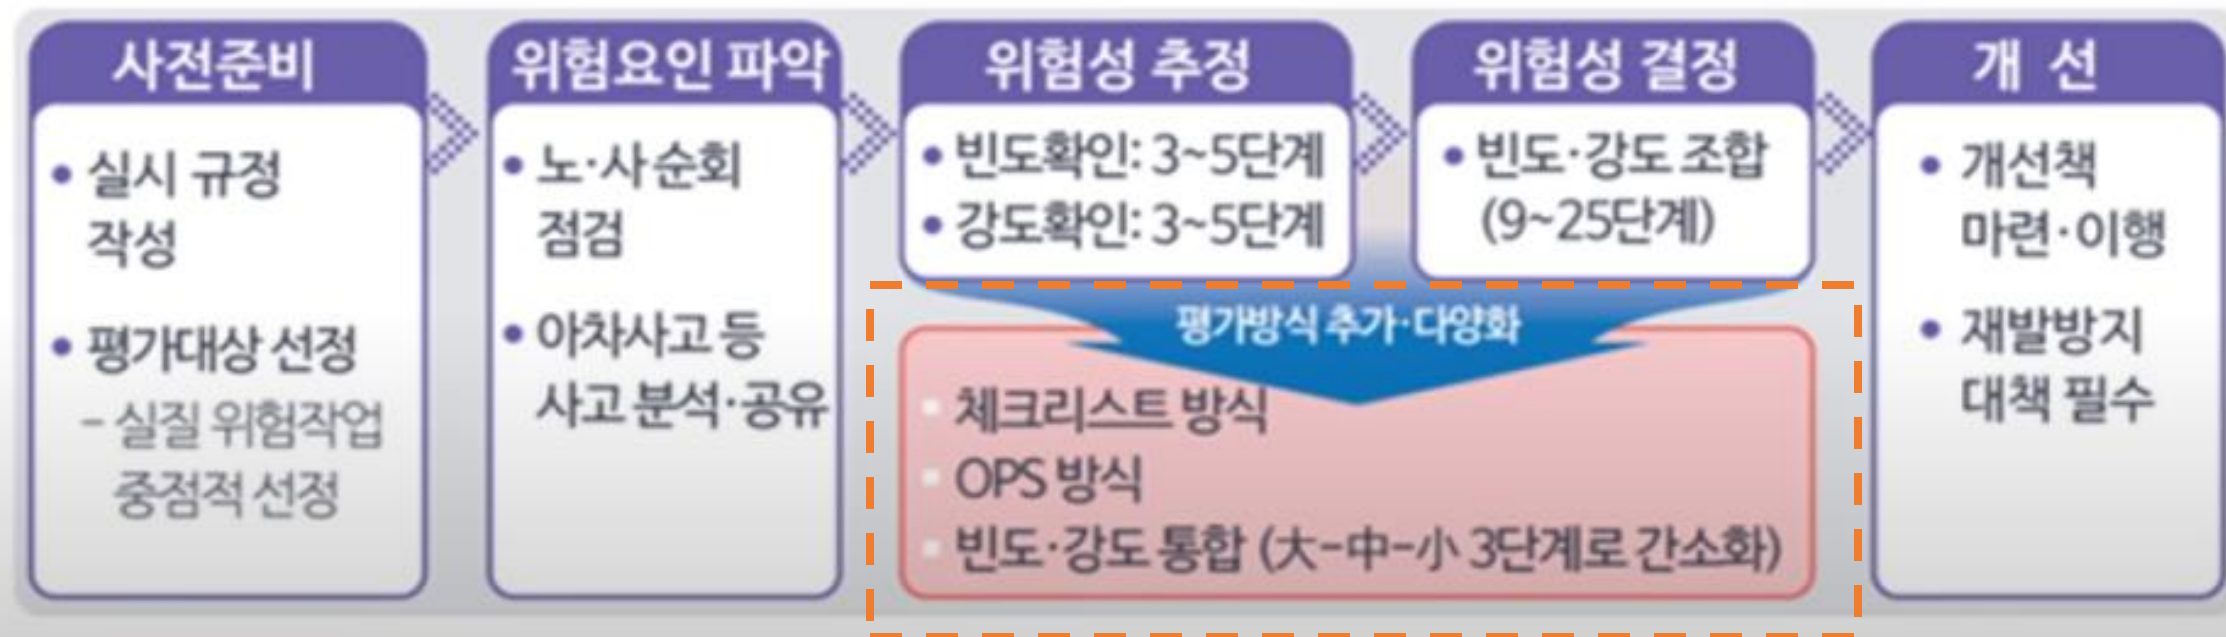 사전준비
• 실시 규정
작성
• 평가대상 선정
- 실질 위험작업
중점적 선정
위험요인 파악
• 노·사 순회
점검
• 아차사고 등
사고 분석·공유
위험성 추정
• 빈도확인: 3~5단계
• 강도확인: 3~5단계
위험성 결정
• 빈도·강도 조합
(9~25단계)
평가방식 추가·다양화
체크리스트 방식
OPS 방식
빈도·강도 통합 (大-中-小 3단계로 간소화)
개 선
• 개선책
마련·이행
• 재발방지
대책 필수